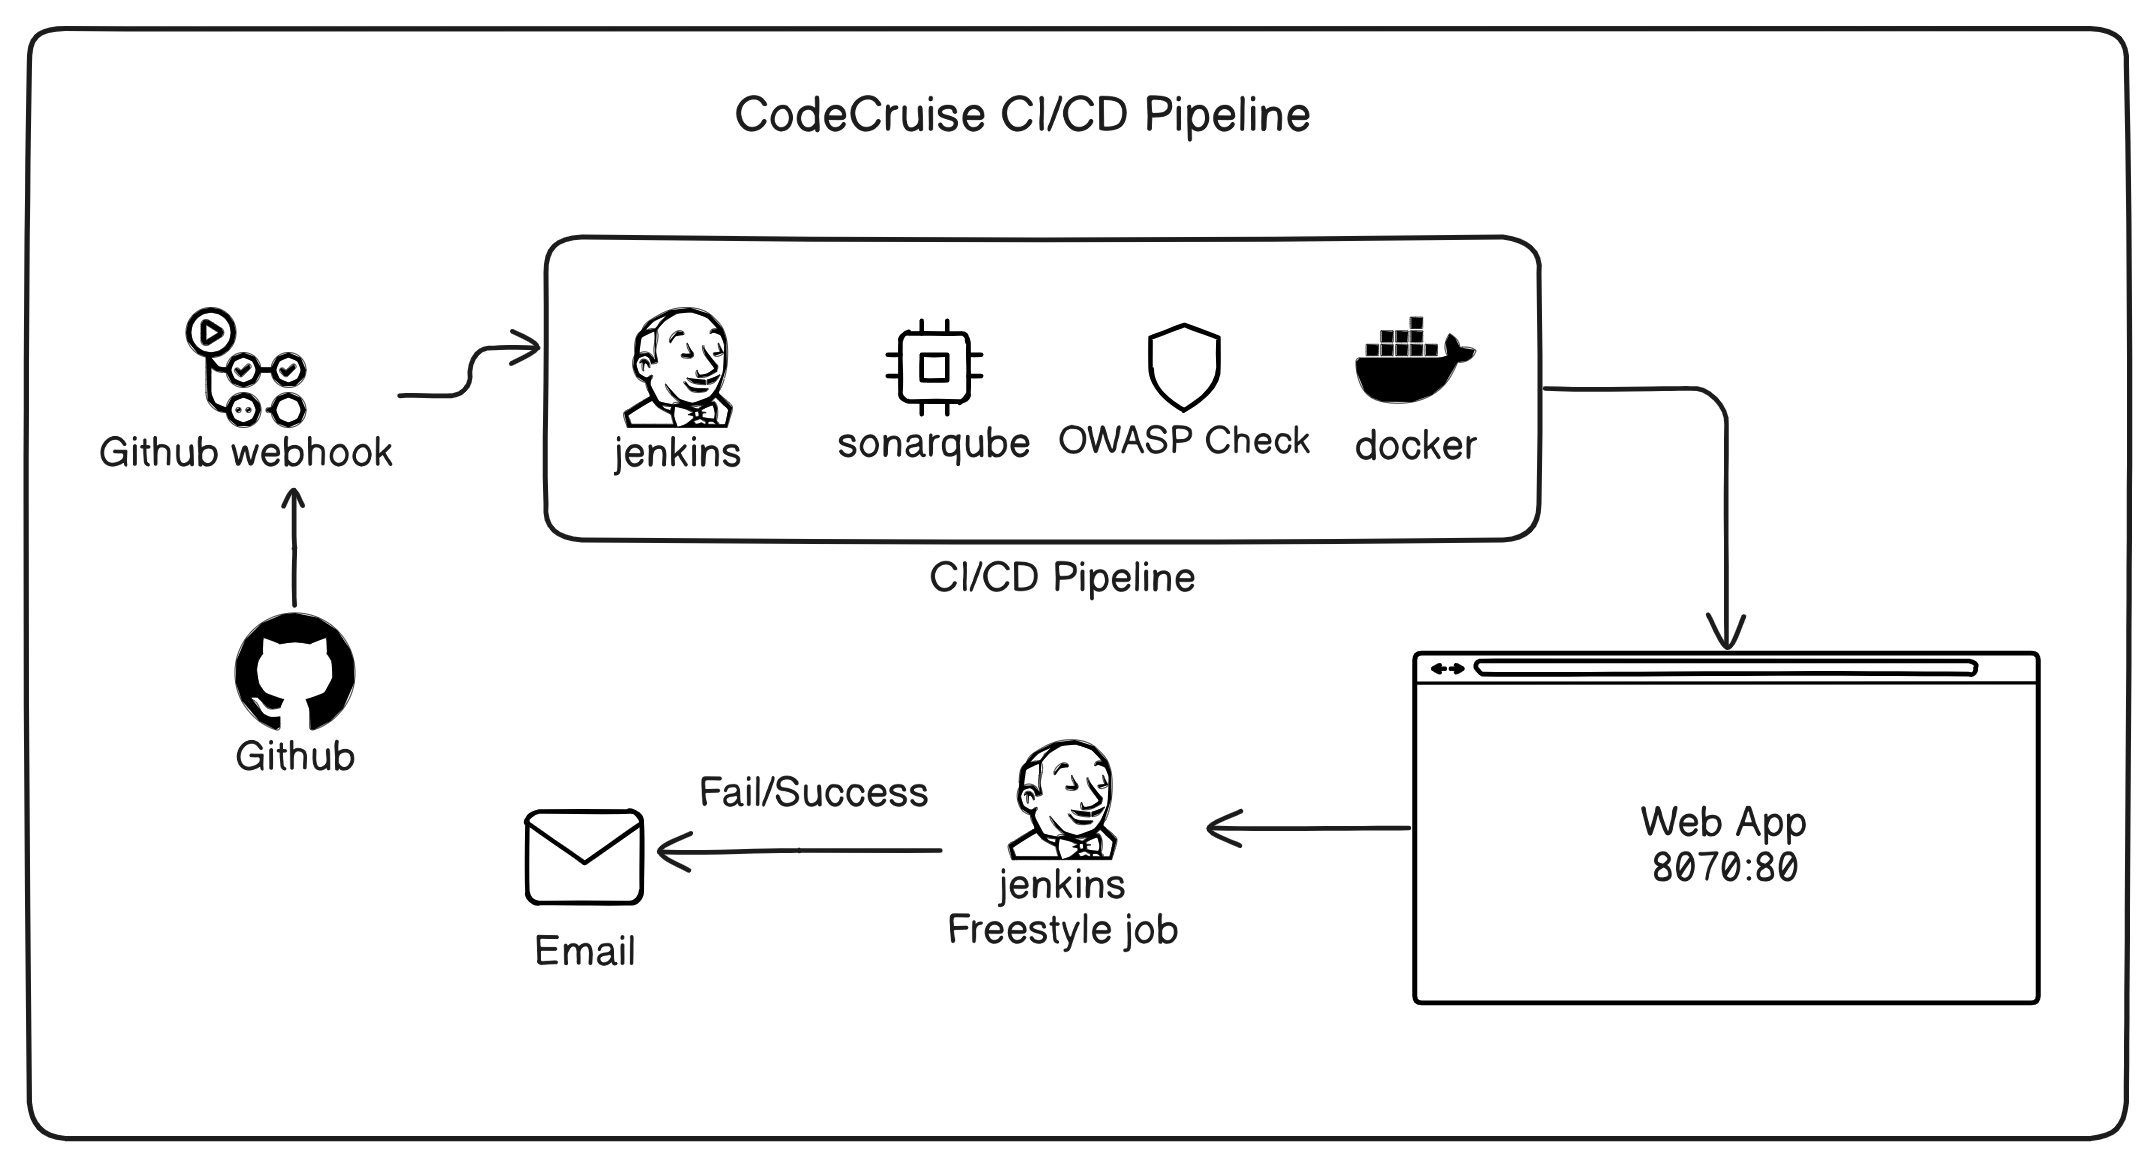 CodeCruise CI/CD Pipeline
Github webhook
jenkins
sonarqube
OWASP Check
docker
CI/CD Pipeline
Github
Web App
8070:80
jenkins
Freestyle job
Fail/Success
Email